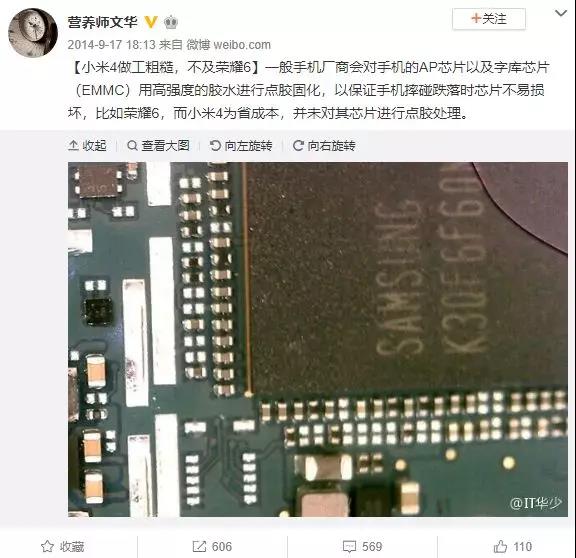 营养师文华
+关注
2014-9-17 18:13 来自 微博 weibo.com
【小米4做工粗糙，不及荣耀6】一般手机厂商会对手机的AP芯片以及字库芯片
（EMMC）用高强度的胶水进行点胶固化，以保证手机摔碰跌落时芯片不易损
坏，比如荣耀6，而小米4为省成本，并未对其芯片进行点胶处理。
收起 查看大图 向左旋转 向右旋转
SAMSUNG
K3QF6F60M
@IT华少
收藏 606 569 110